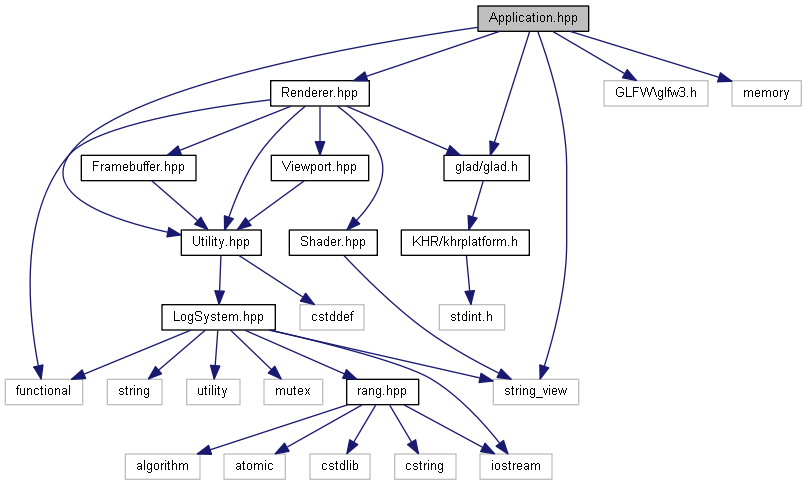 Application.hpp
Renderer.hpp
GLFW\glfw3.h
memory
Framebuffer.hpp
Viewport.hpp
glad/glad.h
Utility.hpp
Shader.hpp
KHR/khrplatform.h
LogSystem.hpp
cstddef
stdint.h
functional
string
utility
mutex
rang.hpp
string_view
algorithm
atomic
cstdlib
cstring
iostream